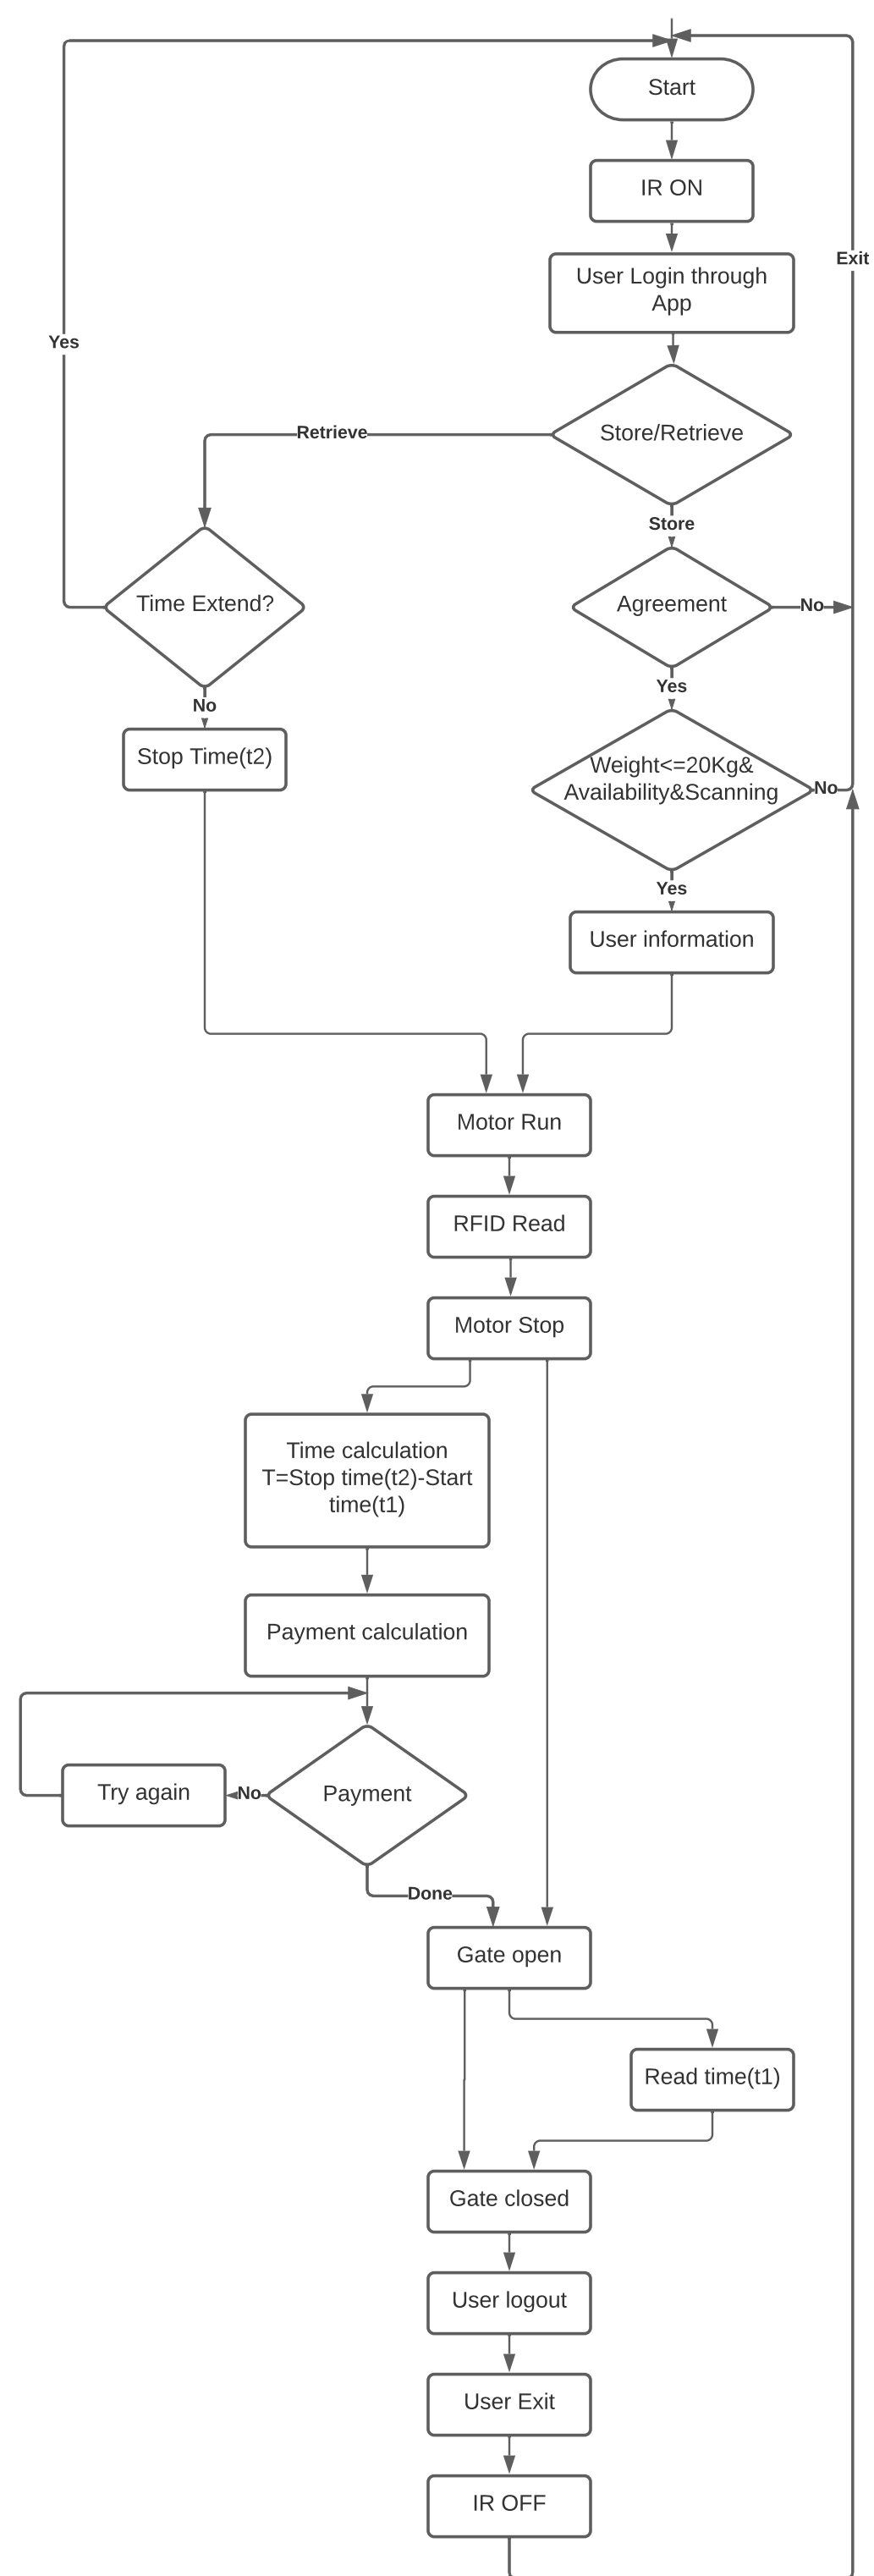 Start
IR ON
Exit
User Login through
App
Yes
Retrieve
Store/Retrieve
Store
Time Extend?
Agreement
No
Yes
No
Stop Time(t2)
Weight<=20Kg&
Availability&Scanning
No
Yes
User information
Motor Run
RFID Read
Motor Stop
Time calculation
T=Stop time(t2)-Start
time(t1)
Payment calculation
Try again
No
Payment
Done
Gate open
Read time(t1)
Gate closed
User logout
User Exit
IR OFF